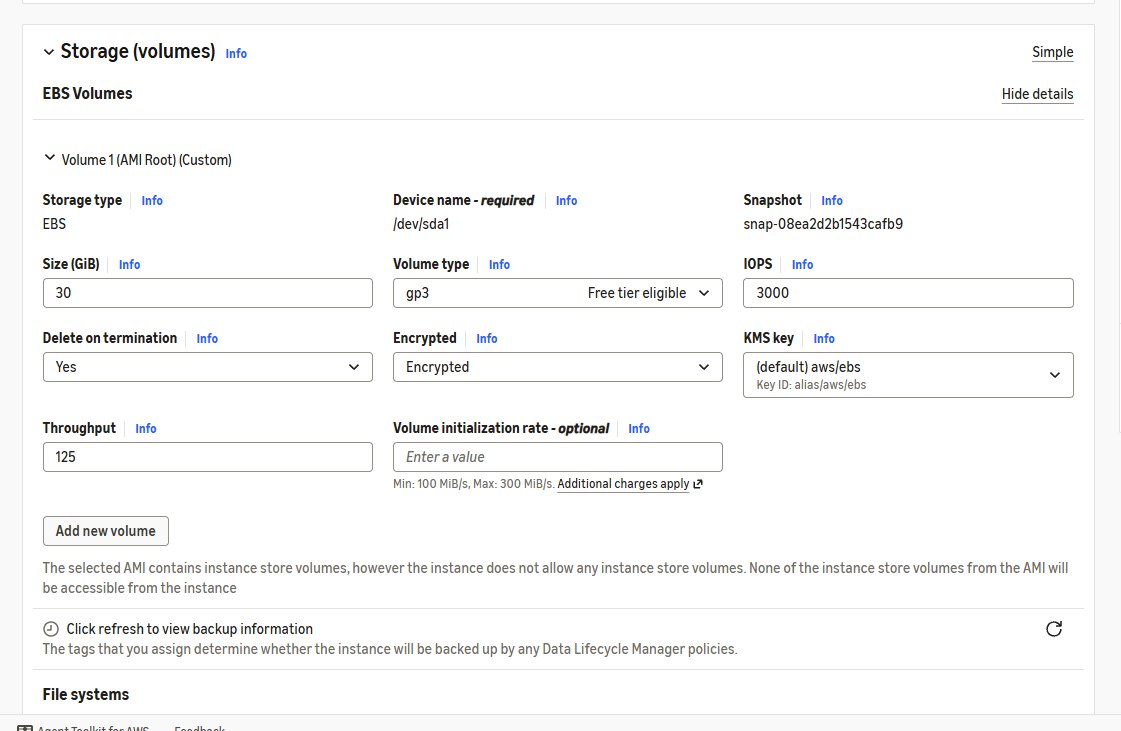 Storage (volumes) Info Simple
EBS Volumes Hide details
Volume 1 (AMI Root) (Custom)
Storage type Info Device name - required Info Snapshot Info
EBS /dev/sda1 snap-08ea2d2b1543cafb9
Size (GiB) Info Volume type Info IOPS Info
30 gp3 Free tier eligible 3000
Delete on termination Info Encrypted Info KMS key Info
Yes Encrypted (default) aws/ebs
Key ID: alias/aws/ebs
Throughput Info Volume initialization rate - optional Info
125 Enter a value
Min: 100 MiB/s, Max: 300 MiB/s. Additional charges apply
Add new volume
The selected AMI contains instance store volumes, however the instance does not allow any instance store volumes. None of the instance store volumes from the AMI will
be accessible from the instance
Click refresh to view backup information
The tags that you assign determine whether the instance will be backed up by any Data Lifecycle Manager policies.
File systems
Agent Toolkit for AWS Feedback